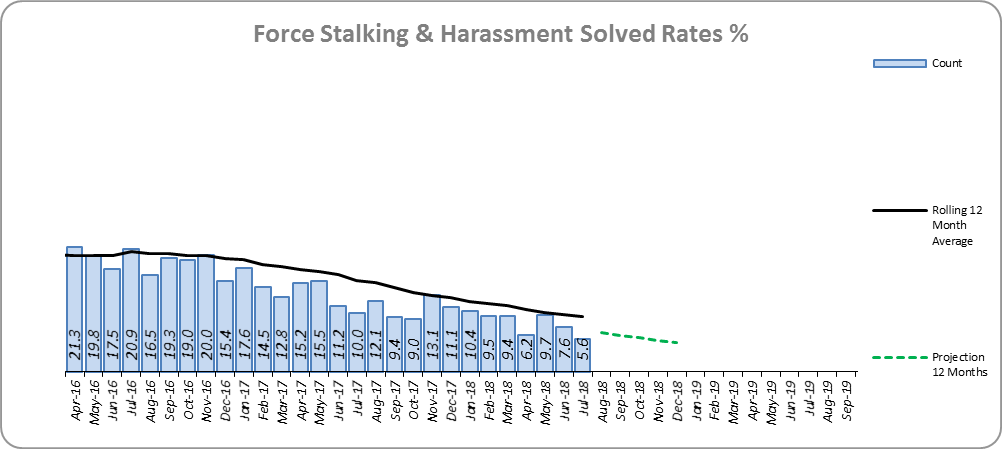 Force Stalking & Harassment Solved Rates %
Count
Rolling 12
Month
Average
Projection
12 Months
21.3
19.8
17.5
20.9
16.5
19.3
19.0
20.0
15.4
17.6
14.5
12.8
15.2
15.5
11.2
10.0
12.1
9.4
9.0
13.1
11.1
10.4
9.5
9.4
6.2
9.7
7.6
5.6
Apr-16
May-16
Jun-16
Jul-16
Aug-16
Sep-16
Oct-16
Nov-16
Dec-16
Jan-17
Feb-17
Mar-17
Apr-17
May-17
Jun-17
Jul-17
Aug-17
Sep-17
Oct-17
Nov-17
Dec-17
Jan-18
Feb-18
Mar-18
Apr-18
May-18
Jun-18
Jul-18
Aug-18
Sep-18
Oct-18
Nov-18
Dec-18
Jan-19
Feb-19
Mar-19
Apr-19
May-19
Jun-19
Jul-19
Aug-19
Sep-19